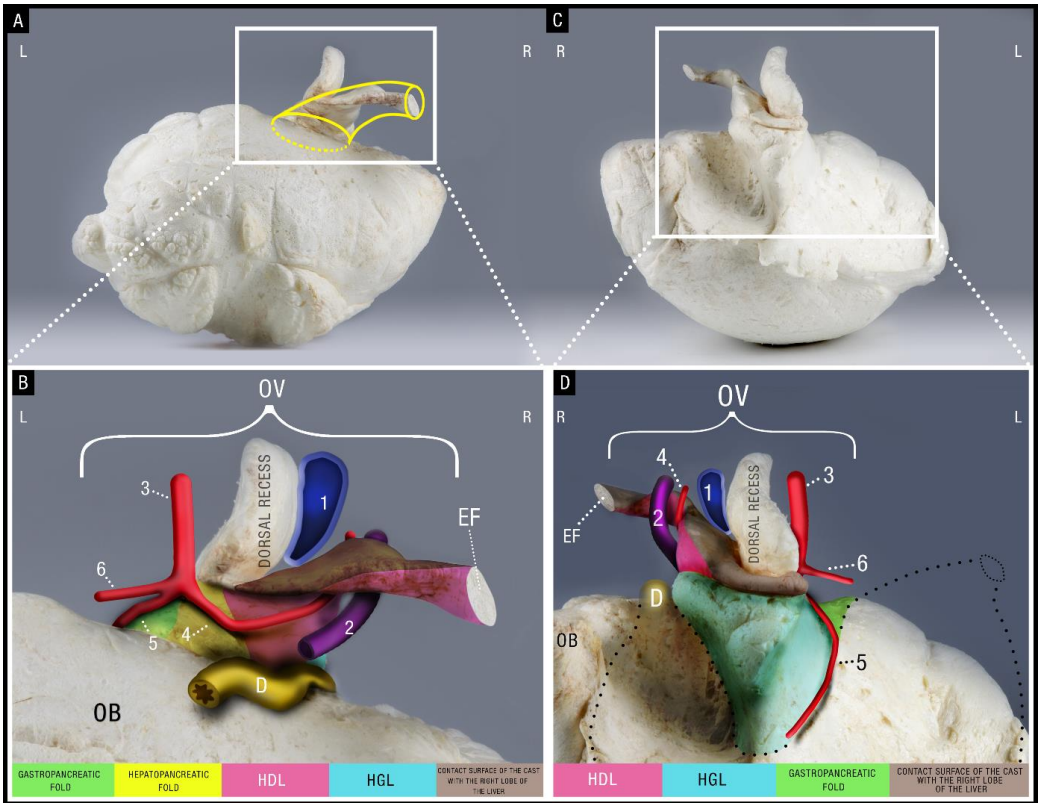 A
L
R
C
R
L
B
L
R
OV
3
DORSAL RECESS
1
EF
6
5
4
2
D
OB
GASTROPANCREATIC
FOLD
HEPATOPANCREATIC
FOLD
HDL
HGL
CONTACT SURFACE OF THE CAST
WITH THE RIGHT LOBE OF
THE LIVER
D
R
L
OV
4
3
1
2
DORSAL RECESS
EF
6
D
OB
5
HDL
HGL
GASTROPANCREATIC
FOLD
CONTACT SURFACE OF THE CAST
WITH THE RIGHT LOBE
OF THE LIVER